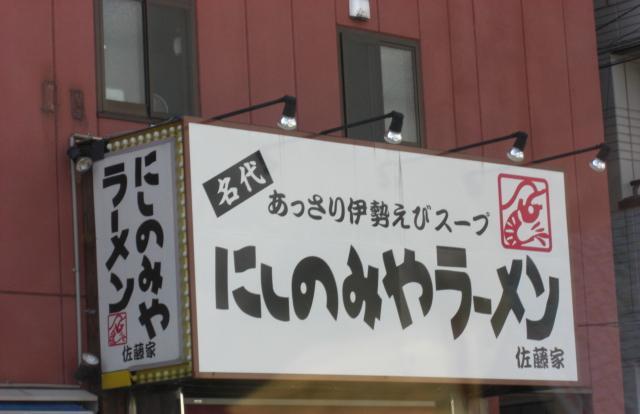 にしのみや
ラーメン
佐藤家
名代
あっさり伊勢えびスープ
にしのみやラーメン
佐藤家